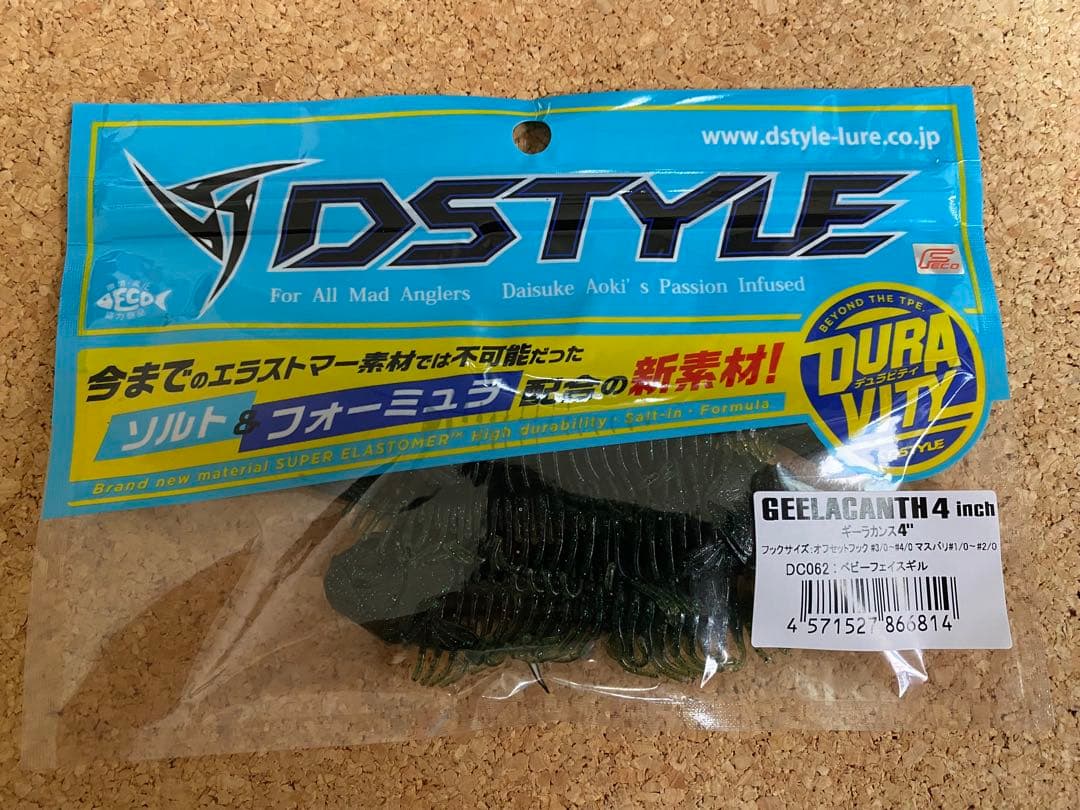 www.dstyle-lure.co.jp
DSTYLE
For All Mad Anglers Daisuke Aoki's Passion Infused
ECO
FECO
BEYOND THE TPE.
DURA
デュラビティ
VITY
DSTYLE
今までのエラストマー素材では不可能だった
ソルト&フォーミュラ配合の新素材!
Brand new material SUPER ELASTOMER™ High durability・Salt-in・Formula
GEELACANTH 4 inch
ギーラカンス4"
フックサイズ:オフセットフック #3/0~#4/0 マスバリ#1/0~#2/0
DC062:ベビーフェイスギル
4 571527 866814